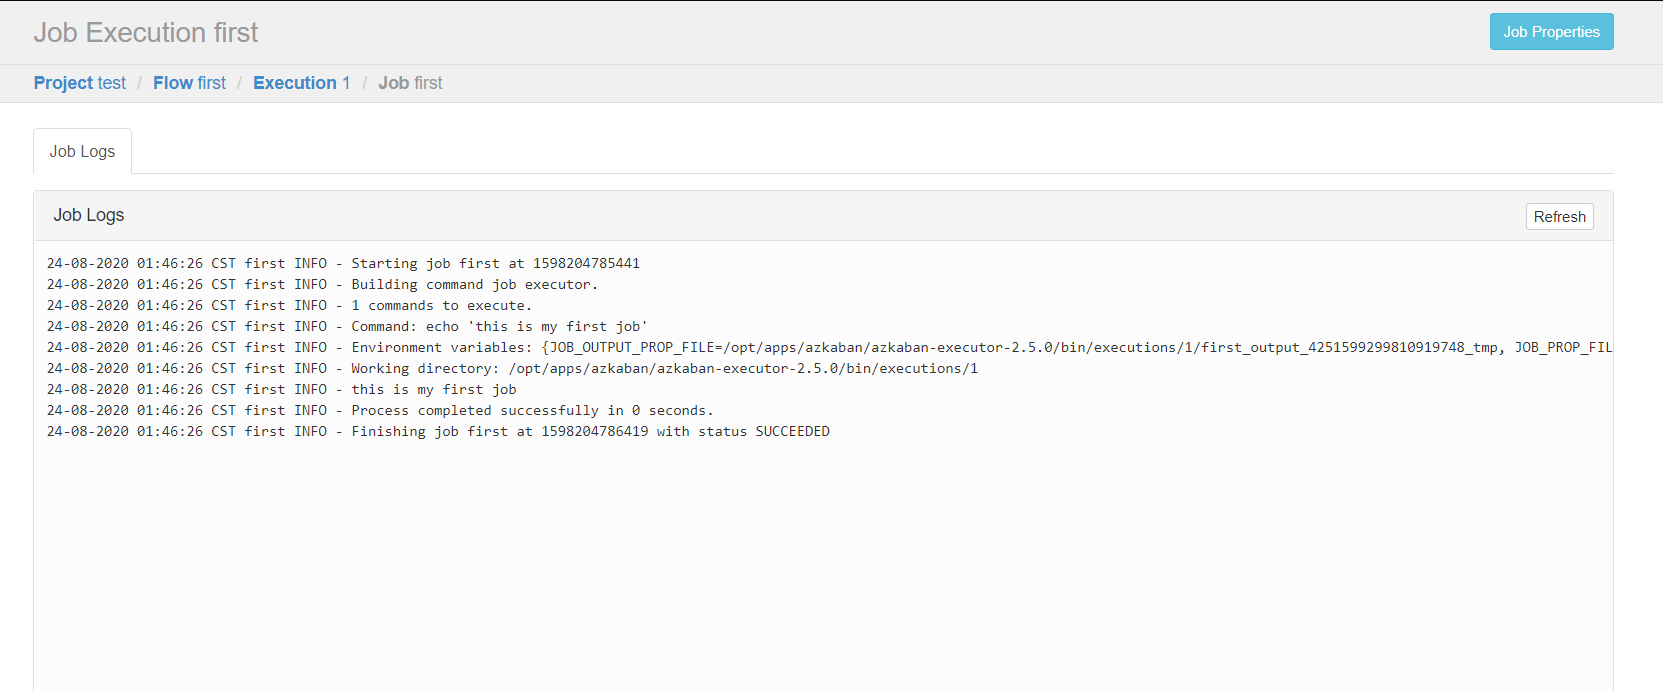 Job Execution first
Job Properties
Project test / Flow first / Execution 1 / Job first
Job Logs
Job Logs
Refresh
24-08-2020 01:46:26 CST first INFO - Starting job first at 1598204785441
24-08-2020 01:46:26 CST first INFO - Building command job executor.
24-08-2020 01:46:26 CST first INFO - 1 commands to execute.
24-08-2020 01:46:26 CST first INFO - Command: echo 'this is my first job'
24-08-2020 01:46:26 CST first INFO - Environment variables: {JOB_OUTPUT_PROP_FILE=/opt/apps/azkaban/azkaban-executor-2.5.0/bin/executions/1/first_output_4251599299810919748_tmp, JOB_PROP_FIL
24-08-2020 01:46:26 CST first INFO - Working directory: /opt/apps/azkaban/azkaban-executor-2.5.0/bin/executions/1
24-08-2020 01:46:26 CST first INFO - this is my first job
24-08-2020 01:46:26 CST first INFO - Process completed successfully in 0 seconds.
24-08-2020 01:46:26 CST first INFO - Finishing job first at 1598204786419 with status SUCCEEDED